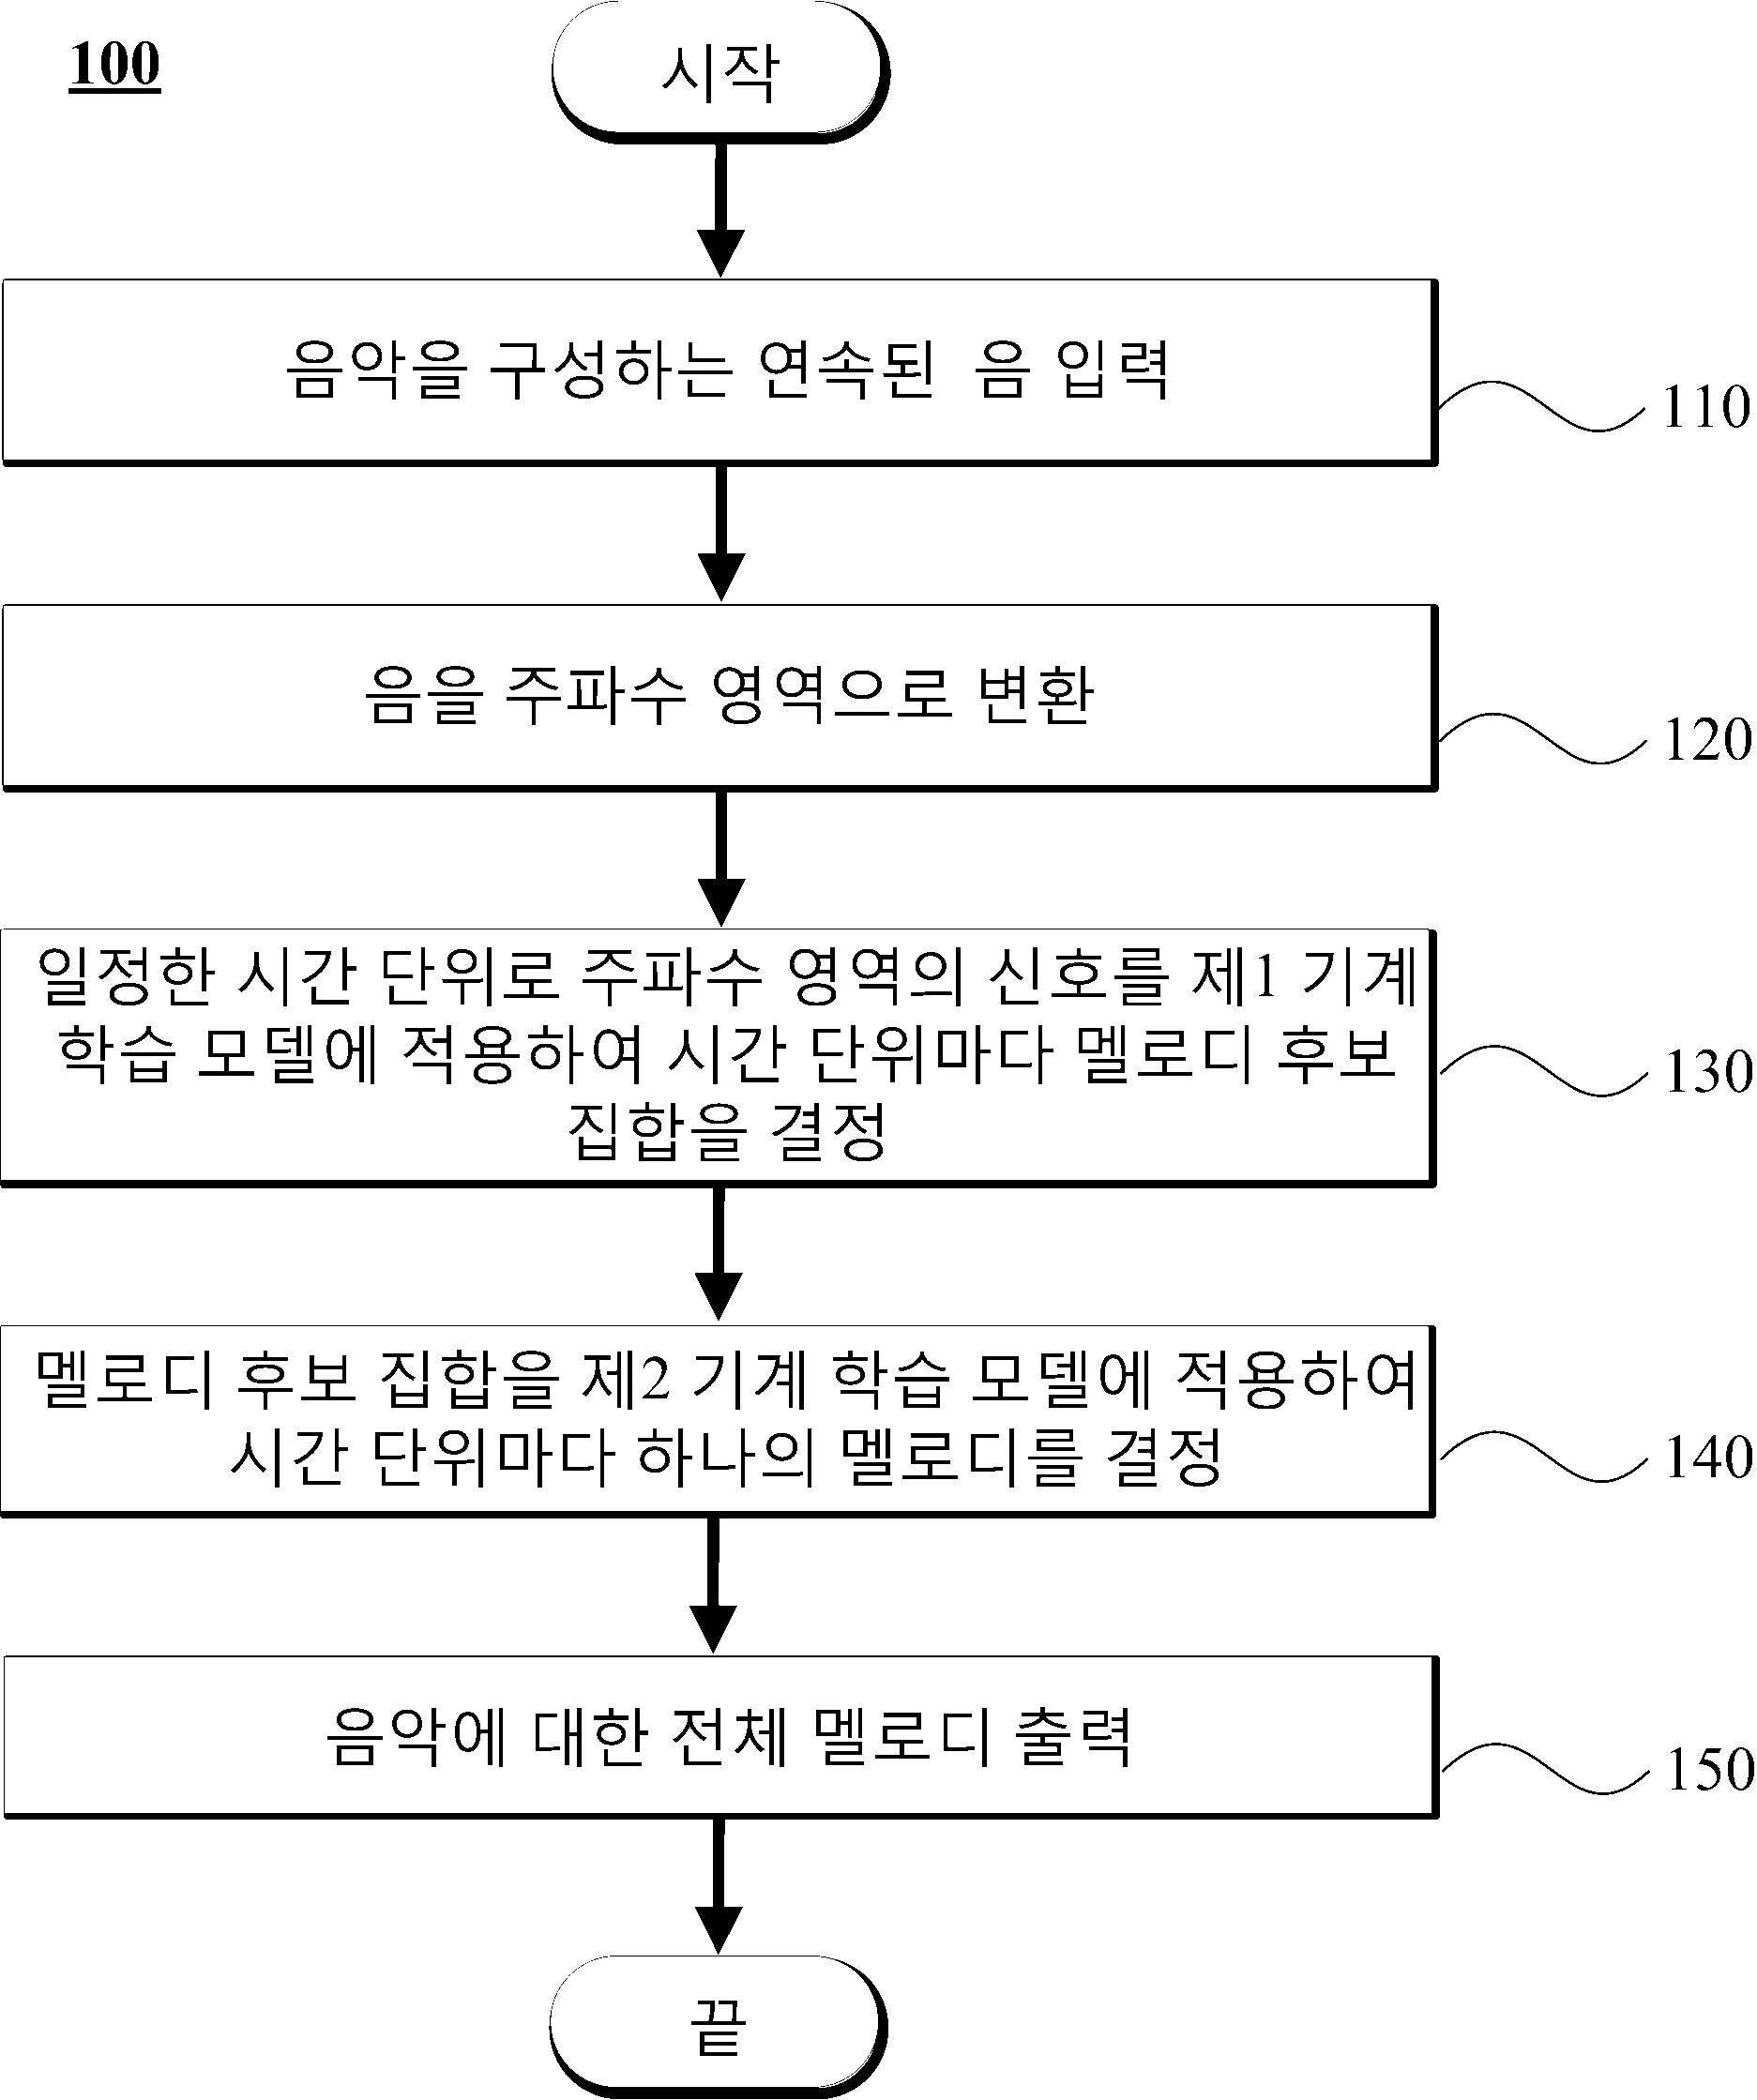 100
시작
음악을 구성하는 연속된 음 입력
110
음을 주파수 영역으로 변환
120
일정한 시간 단위로 주파수 영역의 신호를 제1 기계
학습 모델에 적용하여 시간 단위마다 멜로디 후보
집합을 결정
130
멜로디 후보 집합을 제2 기계 학습 모델에 적용하여
시간 단위마다 하나의 멜로디를 결정
140
음악에 대한 전체 멜로디 출력
150
끝